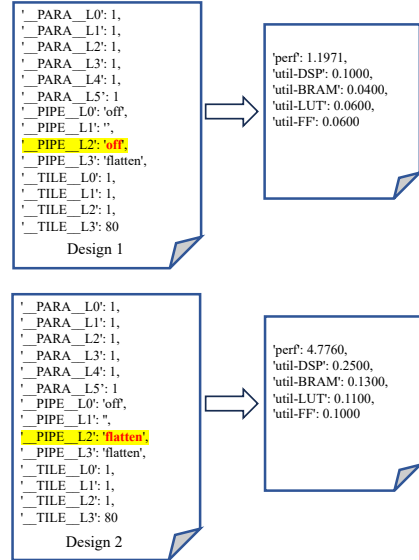 '__PARA__L0': 1,
'__PARA__L1': 1,
'__PARA__L2': 1,
'__PARA__L3': 1,
'__PARA__L4': 1,
'__PARA__L5’: 1
'__PIPE__L0': 'off',
'__PIPE__L1': '',
'__PIPE__L2': 'off',
'__PIPE__L3': 'flatten',
'__TILE__L0': 1,
'__TILE__L1': 1,
'__TILE__L2': 1,
'__TILE__L3': 80
Design 1
'perf': 1.1971,
'util-DSP': 0.1000,
'util-BRAM': 0.0400,
'util-LUT': 0.0600,
'util-FF': 0.0600
'__PARA__L0': 1,
'__PARA__L1': 1,
'__PARA__L2': 1,
'__PARA__L3': 1,
'__PARA__L4': 1,
'__PARA__L5’: 1
'__PIPE__L0': 'off',
'__PIPE__L1': '',
'__PIPE__L2': 'flatten',
'__PIPE__L3': 'flatten',
'__TILE__L0': 1,
'__TILE__L1': 1,
'__TILE__L2': 1,
'__TILE__L3': 80
Design 2
'perf': 4.7760,
'util-DSP': 0.2500,
'util-BRAM': 0.1300,
'util-LUT': 0.1100,
'util-FF': 0.1000